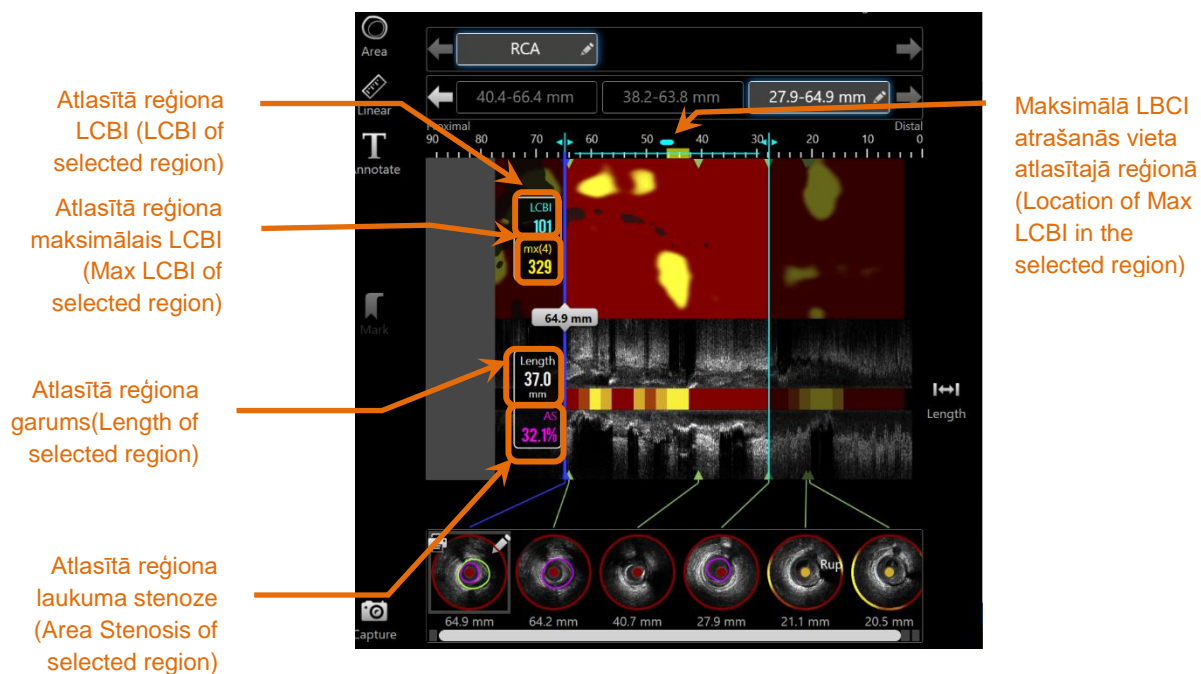 Atlasītā reģiona
LCBI (LCBI of
selected region)
Atlasītā reģiona
maksimālais LCBI
(Max LCBI of
selected region)
Atlasītā reģiona
garums(Length of
selected region)
Atlasītā reģiona
laukuma stenoze
(Area Stenosis of
selected region)
Area
Linear
T
Annotate
Mark
Capture
RCA
40.4-66.4 mm 38.2-63.8 mm 27.9-64.9 mm
Proximal Distal
90 80 70 60 50 40 30 20 10 0
LCBI
101
mx(4)
329
64.9 mm
Length
37.0
mm
AS
32.1%
Length
Rup
64.9 mm 64.2 mm 40.7 mm 27.9 mm 21.1 mm 20.5 mm
Maksimālā LBCI
atrašanās vieta
atlasītajā reģionā
(Location of Max
LCBI in the
selected region)